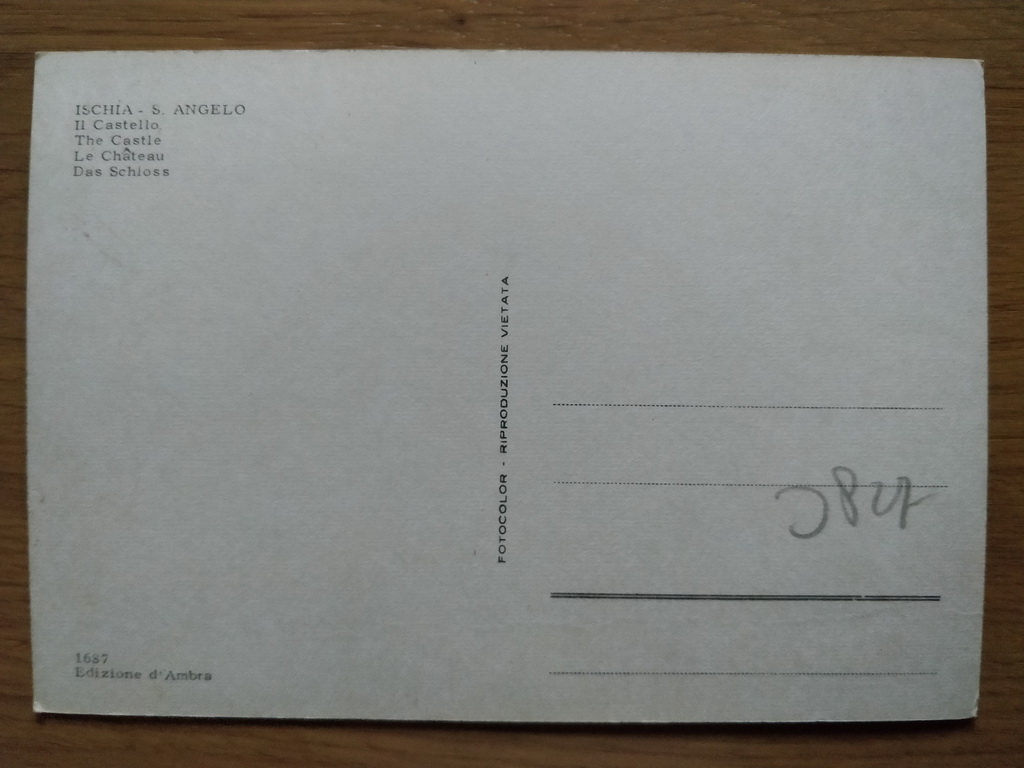 ISCHIA - S. ANGELO
Il Castello
The Castle
Le Château
Das Schloss
FOTOCOLOR - RIPRODUZIONE VIETATA
1687
Edizione d'Ambra